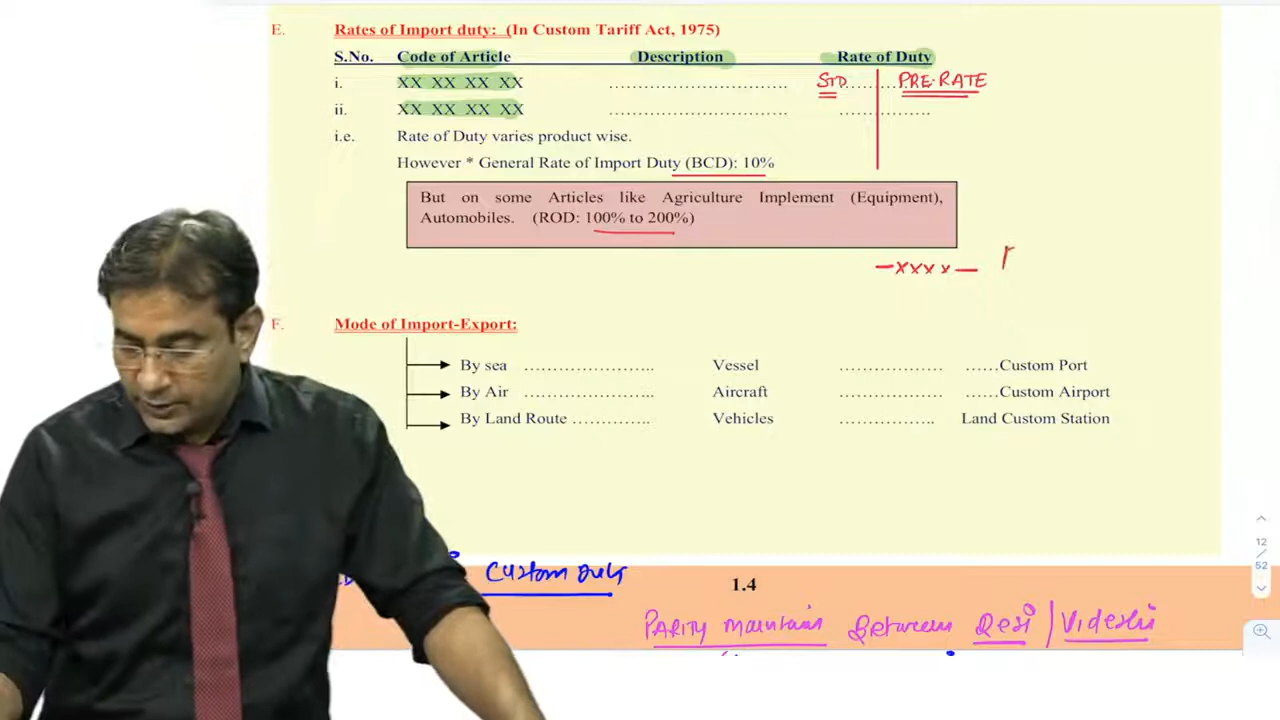 E. Rates of Import duty: (In Custom Tariff Act, 1975)
S.No. Code of Article Description Rate of Duty
i. XX XX XX XX ................................. STD ......... PRE. RATE
ii. XX XX XX XX ................................. .................
i.e. Rate of Duty varies product wise.
However * General Rate of Import Duty (BCD): 10%
But on some Articles like Agriculture Implement (Equipment),
Automobiles. (ROD: 100% to 200%)
—xxxx—
F. Mode of Import-Export:
By sea ........................ Vessel ................... ......Custom Port
By Air ........................ Aircraft ................... ......Custom Airport
By Land Route .............. Vehicles ................. Land Custom Station
Custom Duty
1.4
PARITY Maintain Between Desi / Videshi
12
/
52